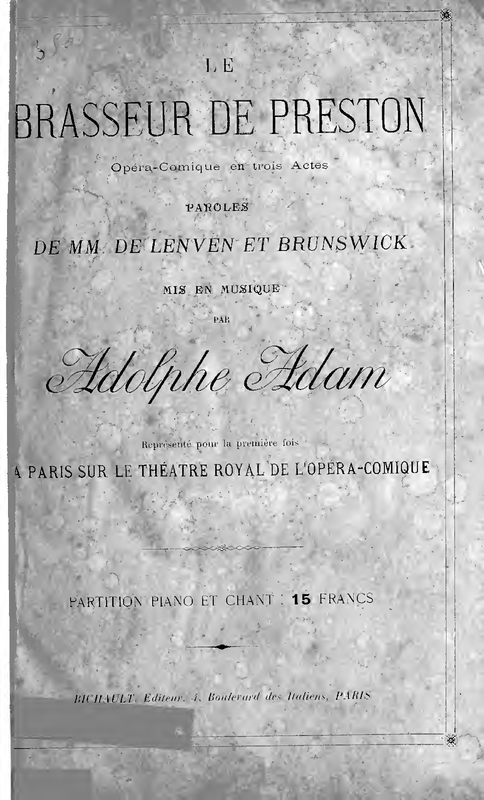 LE
BRASSEUR DE PRESTON
Opéra-Comique en trois Actes
PAROLES
DE MM. DE LENVEN ET BRUNSWICK
MIS EN MUSIQUE
PAR
Adolphe Adam
Représenté pour la première fois
A PARIS SUR LE THÉATRE ROYAL DE L'OPERA-COMIQUE
PARTITION PIANO ET CHANT : 15 FRANCS
RICHAULT, Editeur, 4, Boulevard des Italiens, PARIS